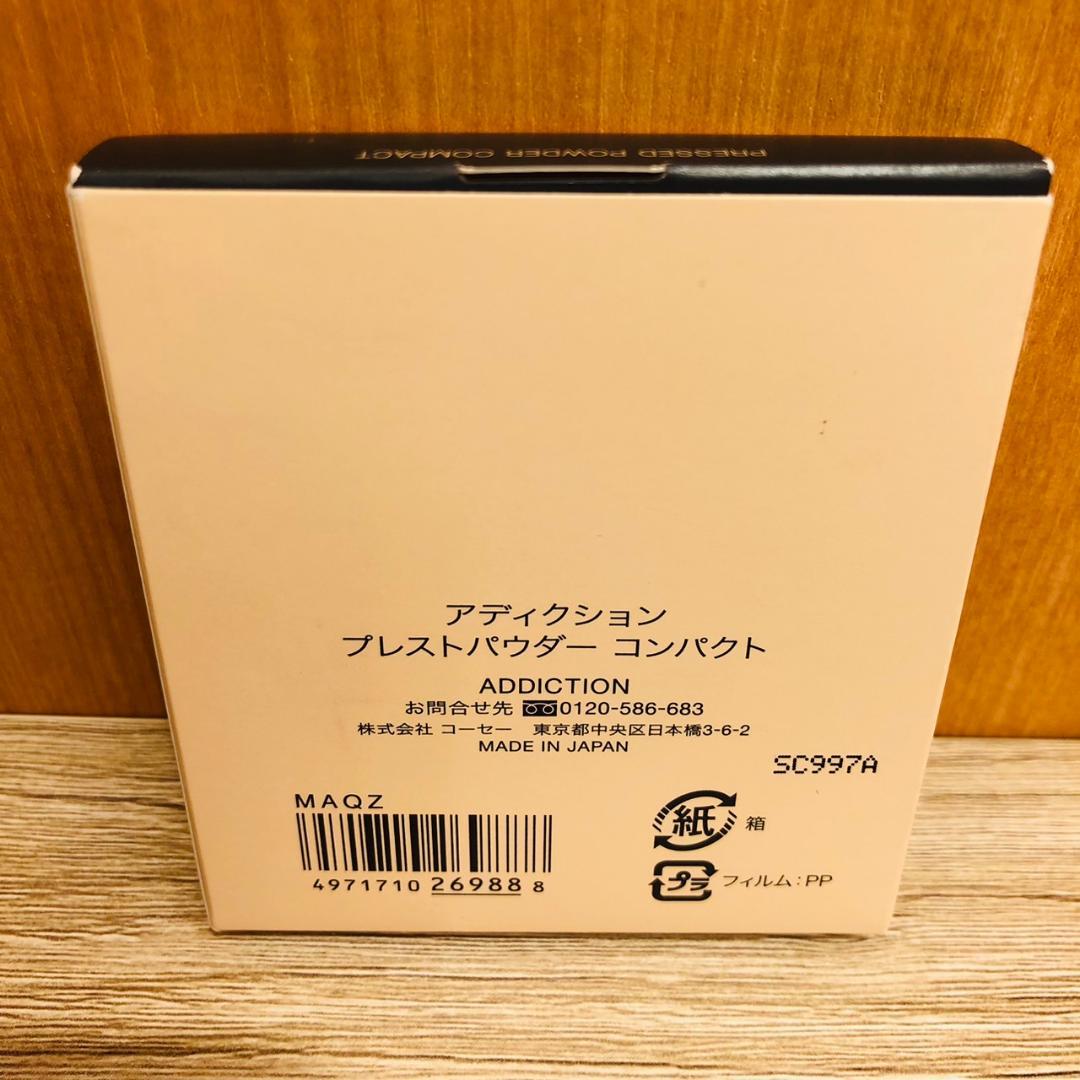 PRESSED POWDER COMPACT
アディクション
プレストパウダー コンパクト
ADDICTION
お問合せ先 0120-586-683
株式会社 コーセー 東京都中央区日本橋3-6-2
MADE IN JAPAN
SC997A
MAQZ
4971710 26988 8
紙 箱
プラ フィルム:PP